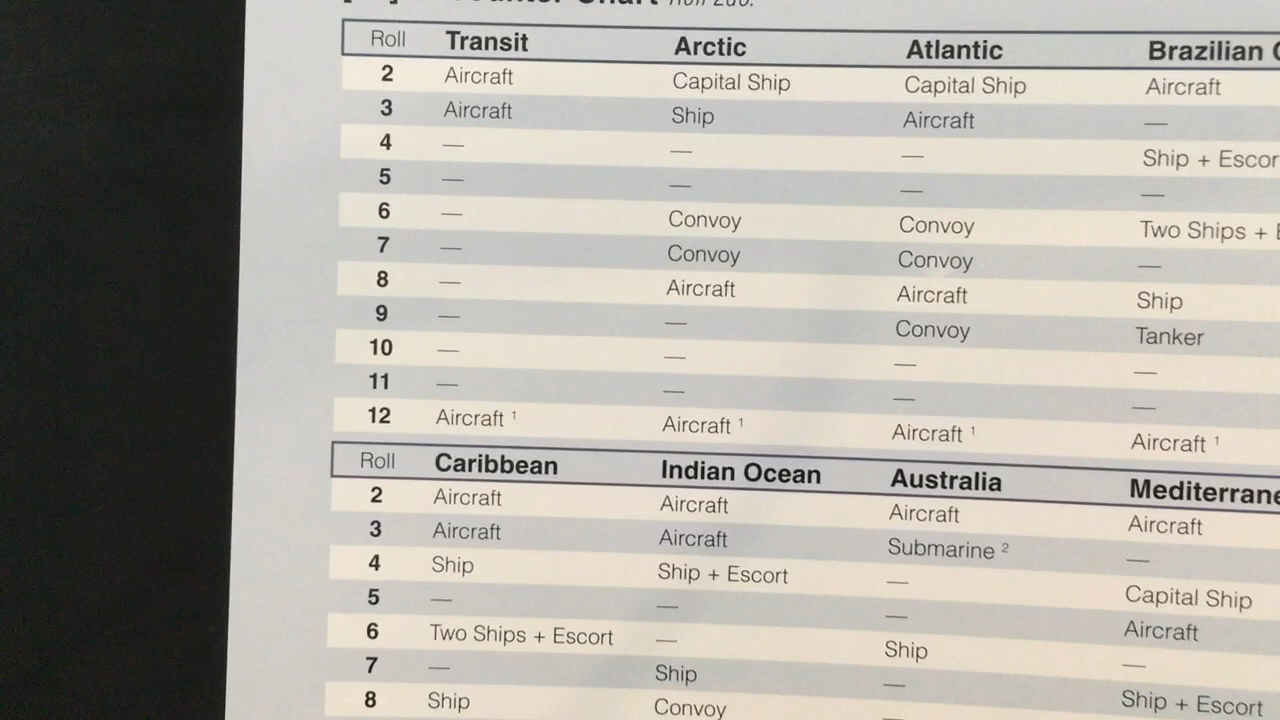 Chart
Roll Transit Arctic Atlantic Brazilian
2 Aircraft Capital Ship Capital Ship Aircraft
3 Aircraft Ship Aircraft —
4 — — — Ship +
5 — — — —
6 — Convoy Convoy Two Ships +
7 — Convoy Convoy —
8 — Aircraft Aircraft Ship
9 — — Convoy Tanker
10 — — — —
11 — — — —
12 Aircraft 1 Aircraft 1 Aircraft 1 Aircraft 1
Roll Caribbean Indian Ocean Australia
2 Aircraft Aircraft Aircraft Aircraft
3 Aircraft Aircraft Submarine 2 —
4 Ship Ship + Escort — Capital Ship
5 — — — Aircraft
6 Two Ships + Escort — Ship —
7 — Ship — Ship + Escort
8 Ship Convoy —